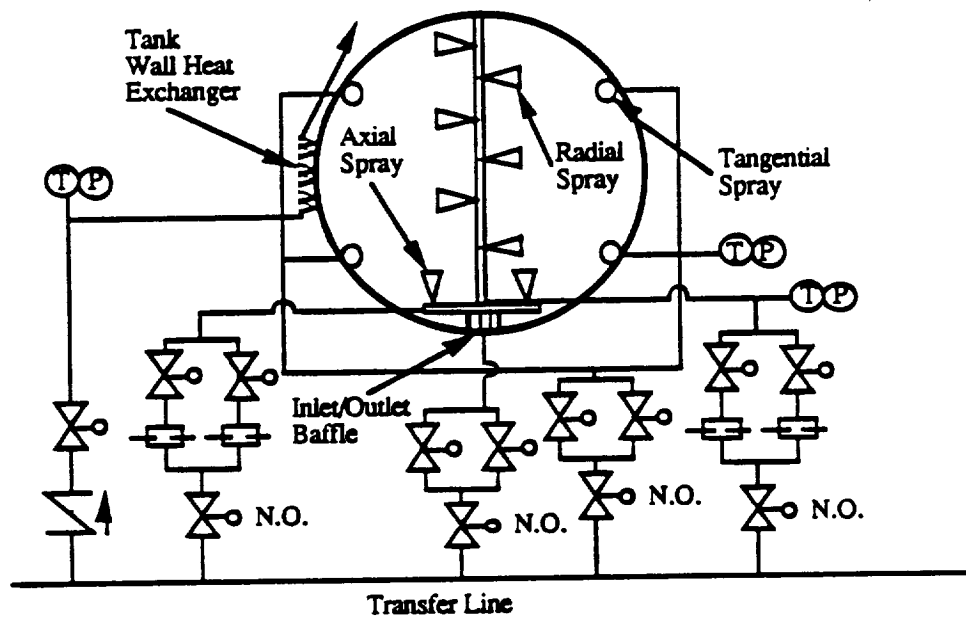 Tank
Wall Heat
Exchanger
Axial
Spray
Radial
Spray
Tangential
Spray
T P
T P
T P
Inlet/Outlet
Baffle
N.O.
N.O.
N.O.
N.O.
Transfer Line